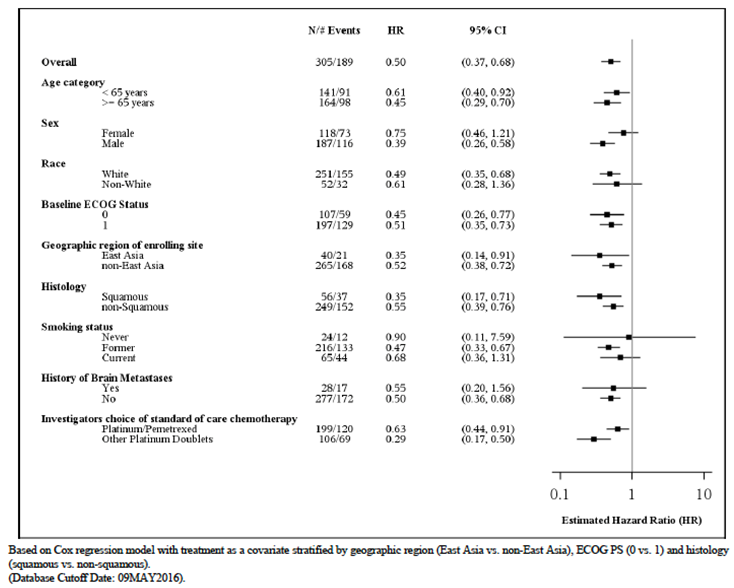 N/# Events HR 95% CI
Overall 305/189 0.50 (0.37, 0.68)
Age category
< 65 years 141/91 0.61 (0.40, 0.92)
>= 65 years 164/98 0.45 (0.29, 0.70)
Sex
Female 118/73 0.75 (0.46, 1.21)
Male 187/116 0.39 (0.26, 0.58)
Race
White 251/155 0.49 (0.35, 0.68)
Non-White 52/32 0.61 (0.28, 1.36)
Baseline ECOG Status
0 107/59 0.45 (0.26, 0.77)
1 197/129 0.51 (0.35, 0.73)
Geographic region of enrolling site
East Asia 40/21 0.35 (0.14, 0.91)
non-East Asia 265/168 0.52 (0.38, 0.72)
Histology
Squamous 56/37 0.35 (0.17, 0.71)
non-Squamous 249/152 0.55 (0.39, 0.76)
Smoking status
Never 24/12 0.90 (0.11, 7.59)
Former 216/133 0.47 (0.33, 0.67)
Current 65/44 0.68 (0.36, 1.31)
History of Brain Metastases
Yes 28/17 0.55 (0.20, 1.56)
No 277/172 0.50 (0.36, 0.68)
Investigators choice of standard of care chemotherapy
Platinum/Pemetrexed 199/120 0.63 (0.44, 0.91)
Other Platinum Doublets 106/69 0.29 (0.17, 0.50)
0.1 1 10
Estimated Hazard Ratio (HR)
Based on Cox regression model with treatment as a covariate stratified by geographic region (East Asia vs. non-East Asia), ECOG PS (0 vs. 1) and histology
(squamous vs. non-squamous).
(Database Cutoff Date: 09MAY2016).